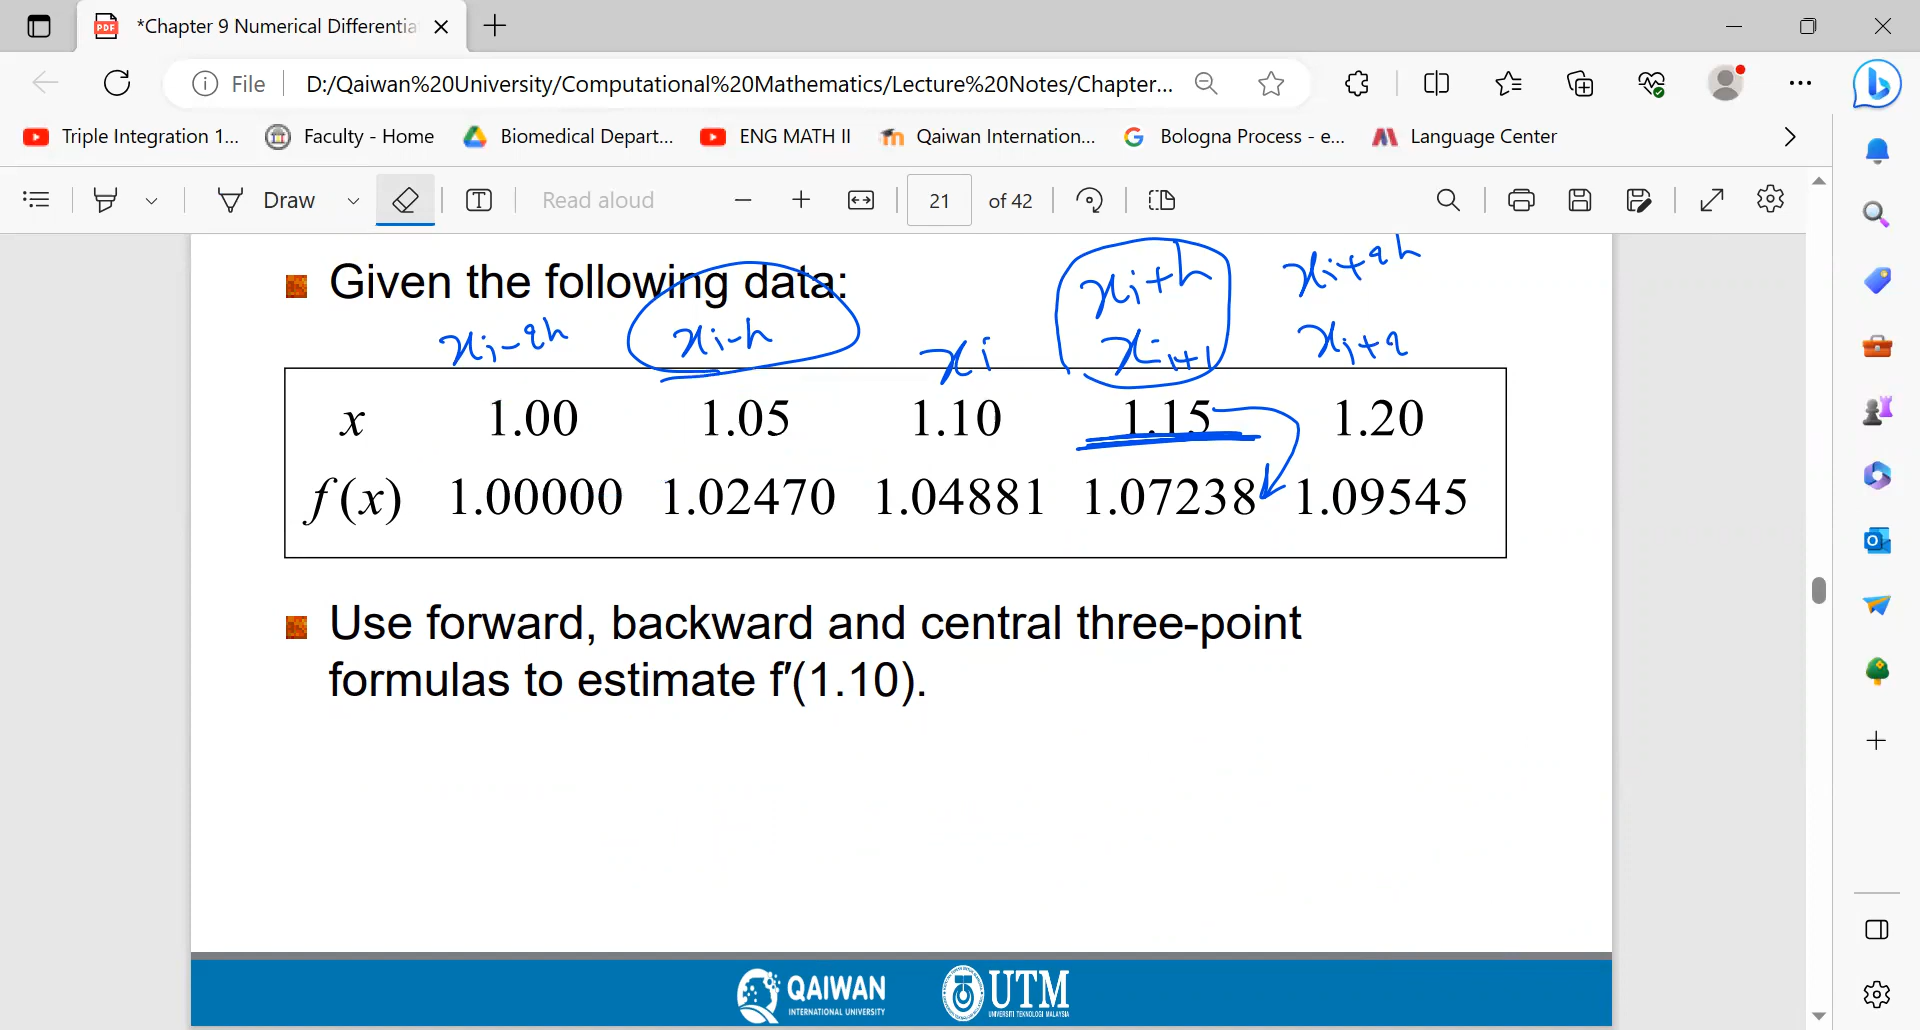 *Chapter 9 Numerical Differentia
File D:/Qaiwan%20University/Computational%20Mathematics/Lecture%20Notes/Chapter...
Triple Integration 1... Faculty - Home Biomedical Depart... ENG MATH II Qaiwan Internation... Bologna Process - e... Language Center
Draw Read aloud 21 of 42
xi+h xi+2h
Given the following data:
xi-2h xi-h xi xi+1 xi+2
x 1.00 1.05 1.10 1.15 1.20
f(x) 1.00000 1.02470 1.04881 1.07238 1.09545
Use forward, backward and central three-point
formulas to estimate f′(1.10).
QAIWAN
INTERNATIONAL UNIVERSITY
UTM
UNIVERSITI TEKNOLOGI MALAYSIA